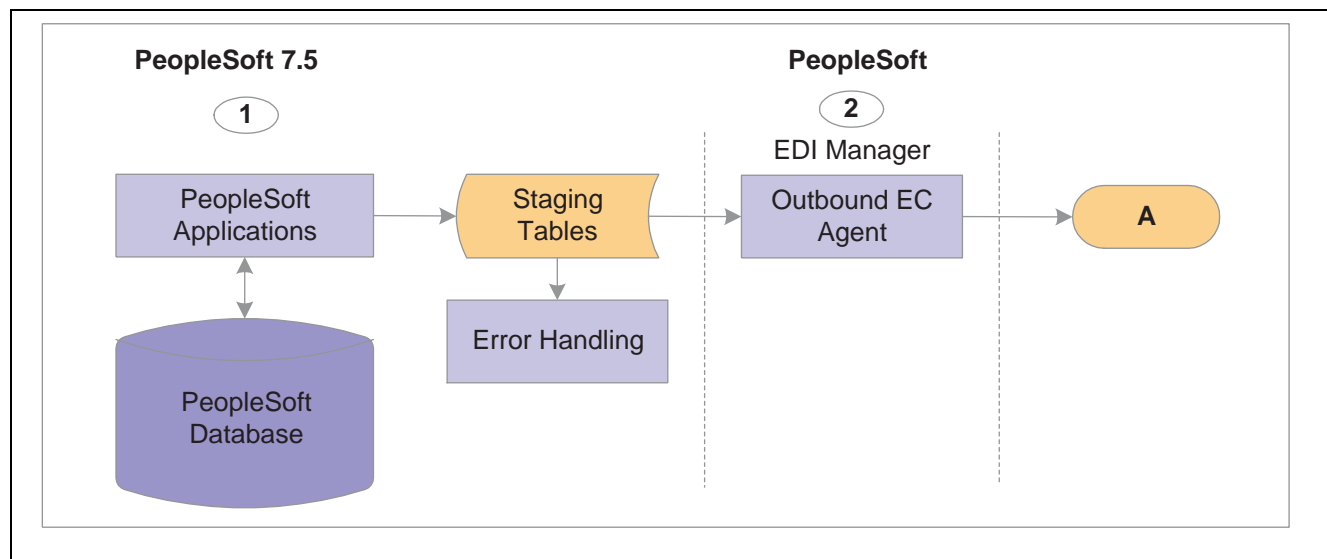 PeopleSoft 7.5
PeopleSoft
1
2
EDI Manager
PeopleSoft
Applications
Staging
Tables
Outbound EC
Agent
A
Error Handling
PeopleSoft
Database